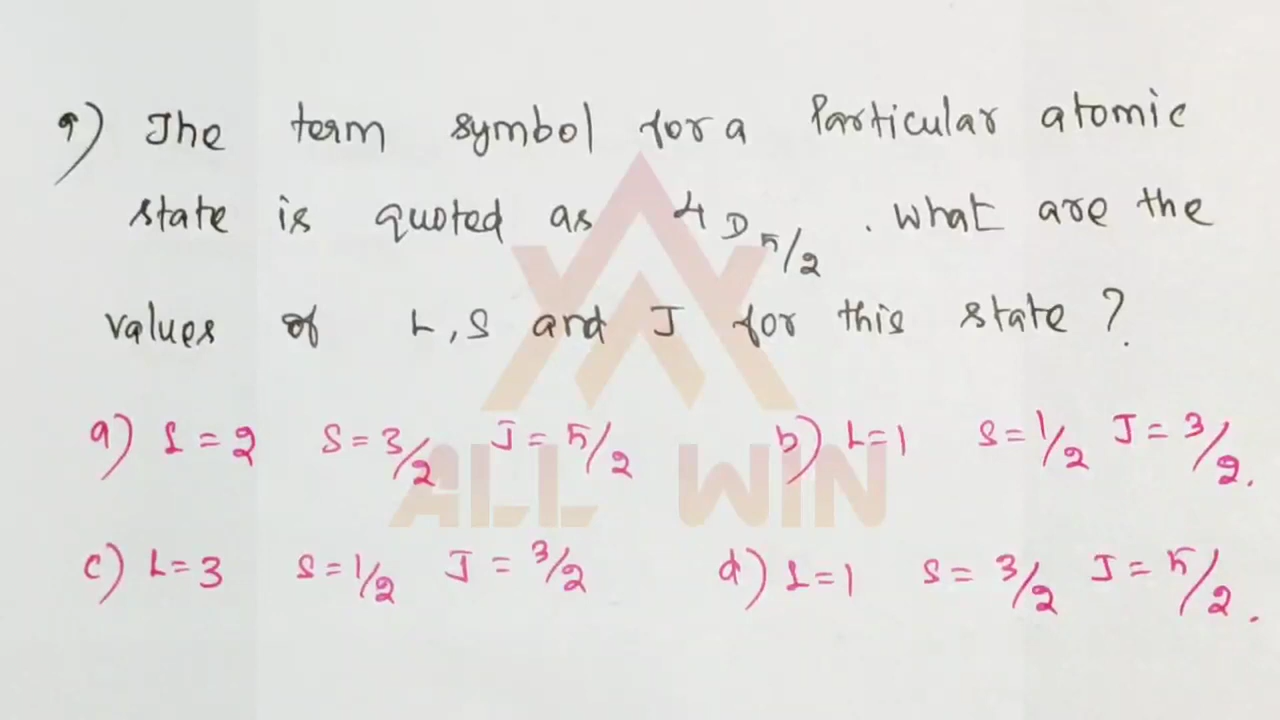 9) The term symbol for a Particular atomic
state is quoted as 4 D 5/2 . What are the
values of L, S and J for this state ?
a) L = 2 S = 3/2 J = 5/2 b) L = 1 S = 1/2 J = 3/2.
c) L = 3 S = 1/2 J = 3/2 d) L = 1 S = 3/2 J = 5/2.
ALL WIN